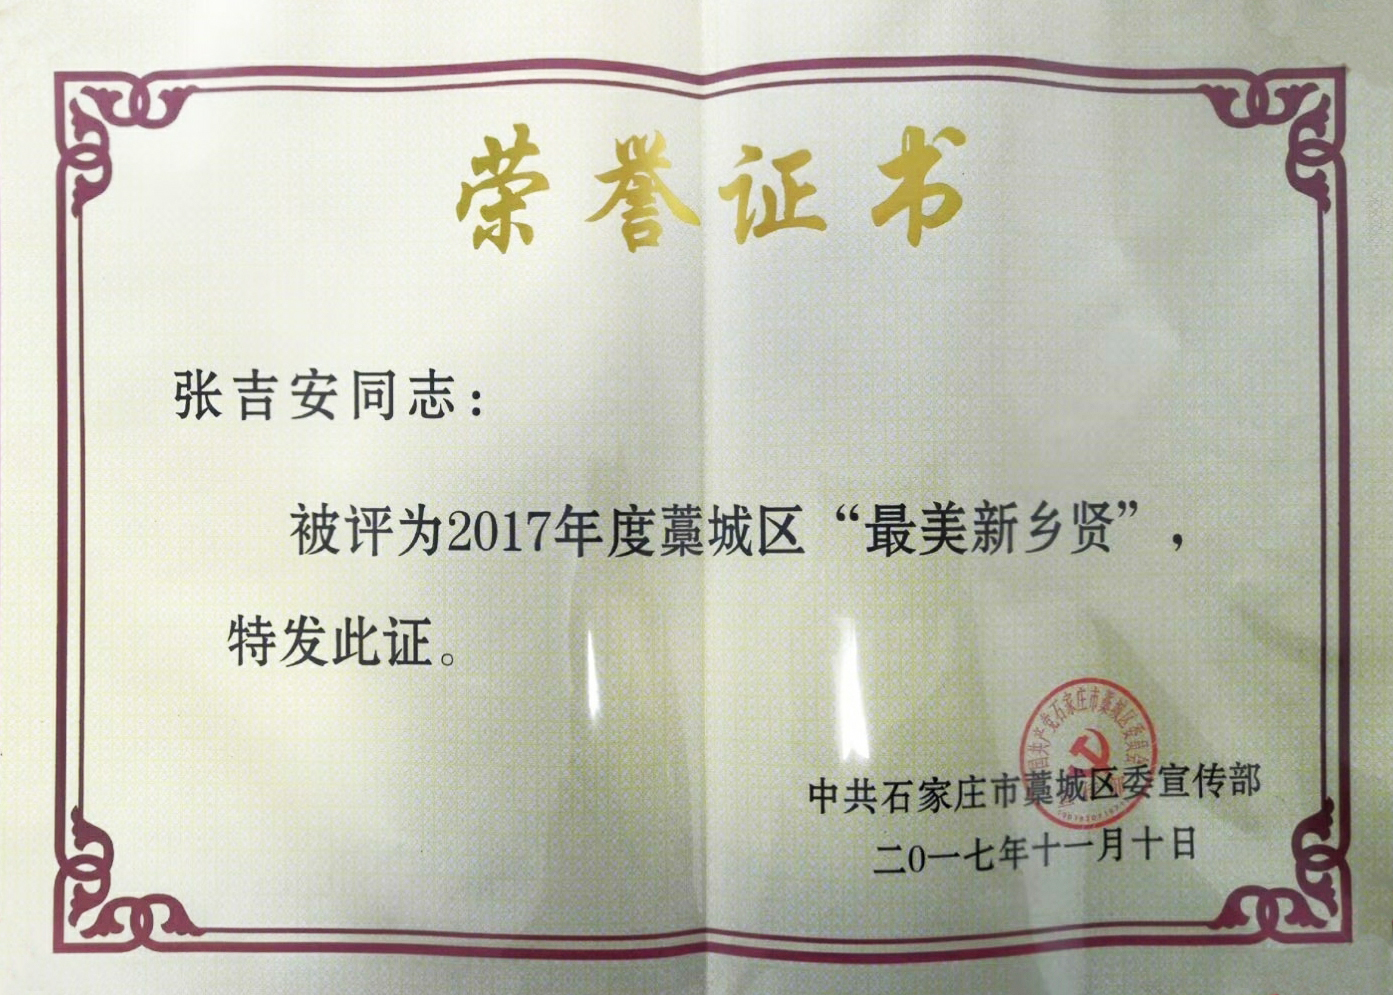 荣誉证书
张吉安同志：
被评为2017年度藁城区“最美新乡贤”，
特发此证。
中共石家庄市藁城区委宣传部
二0一七年十一月十日